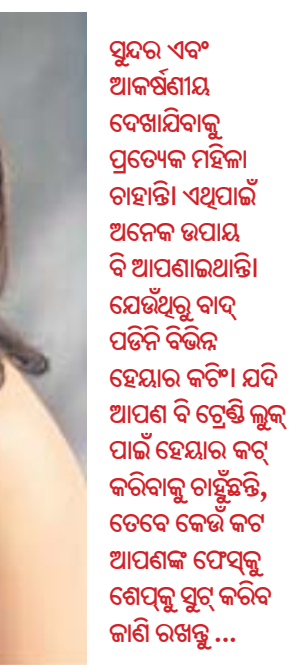 ସୁନ୍ଦର ଏବଂ
ଆକର୍ଷଣୀୟ
ଦେଖାଯିବାକୁ
ପ୍ରତ୍ୟେକ ମହିଳା
ଚାହାନ୍ତି। ଏଥିପାଇଁ
ଅନେକ ଉପାୟ
ବି ଆପଣାଇଥାନ୍ତି।
ଯେଉଁଥିରୁ ବାଦ୍
ପଡିନି ବିଭିନ୍ନ
ହେୟାର କଟିଂ। ଯଦି
ଆପଣ ବି ଟ୍ରେଣ୍ଡି ଲୁକ୍
ପାଇଁ ହେୟାର କଟ୍
କରିବାକୁ ଚାହୁଁଛନ୍ତି,
ତେବେ କେଉଁ କଟ
ଆପଣଙ୍କ ଫେସ୍‌କୁ
ଶେପ୍‌କୁ ସୁଟ୍ କରିବ
ଜାଣି ରଖନ୍ତୁ ...